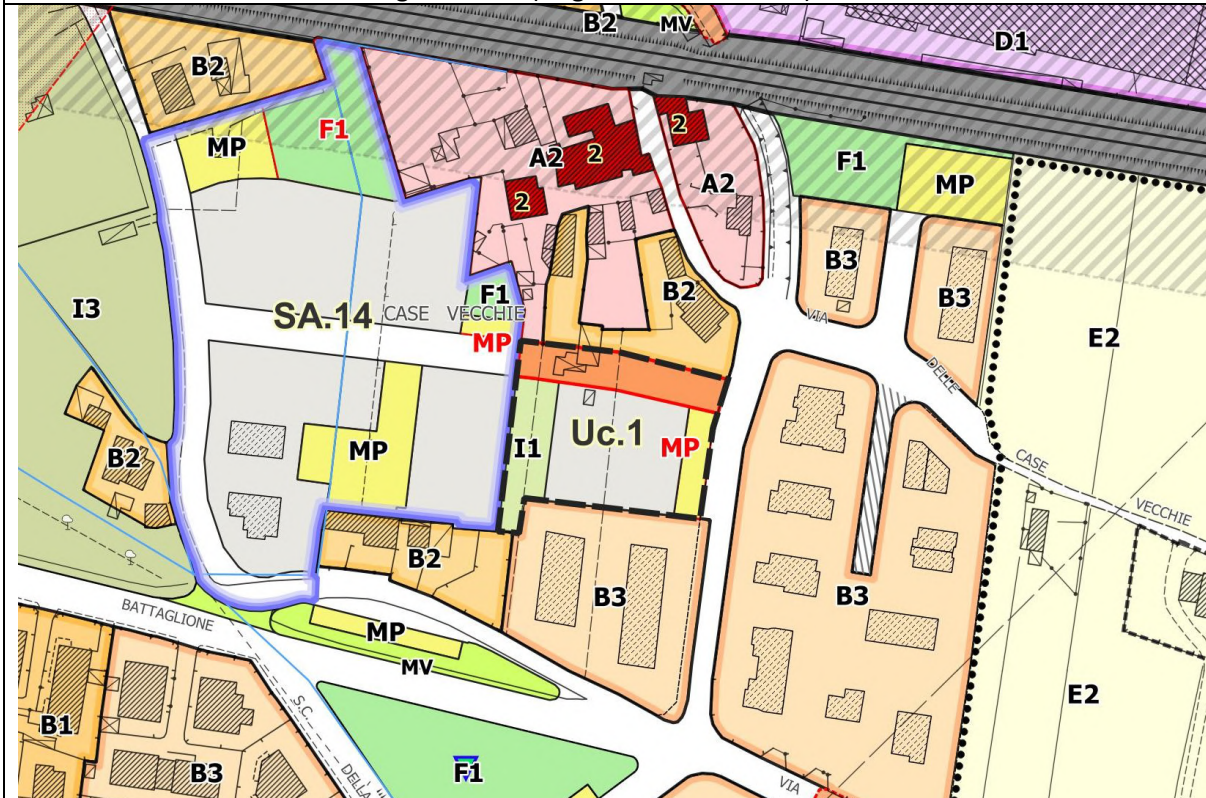 B2
MV
D1
B2
MP
F1
A2
2
2
2
A2
F1
MP
B3
B3
I3
F1
B2
SA.14
CASE VECCHIE
MP
VIA
DELLE
E2
B2
MP
I1
Uc.1
MP
CASE
VECCHIE
B2
B3
B3
BATTAGLIONE
MP
MV
E2
B1
B3
S.C.
DELLA
F1
VIA